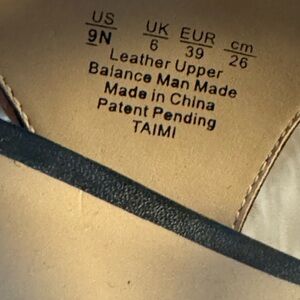 US UK EUR cm
9N 6 39 26
Leather Upper
Balance Man Made
Made in China
Patent Pending
TAIMI